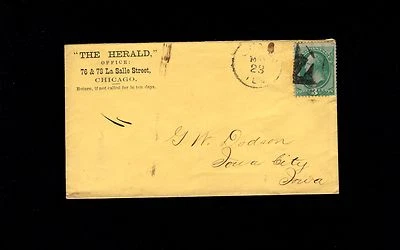 "THE HERALD,"
OFFICE:
76 & 78 La Salle Street,
CHICAGO.
Return, if not called for in ten days.
23
3
G. W. Dodson
Iowa City
Iowa